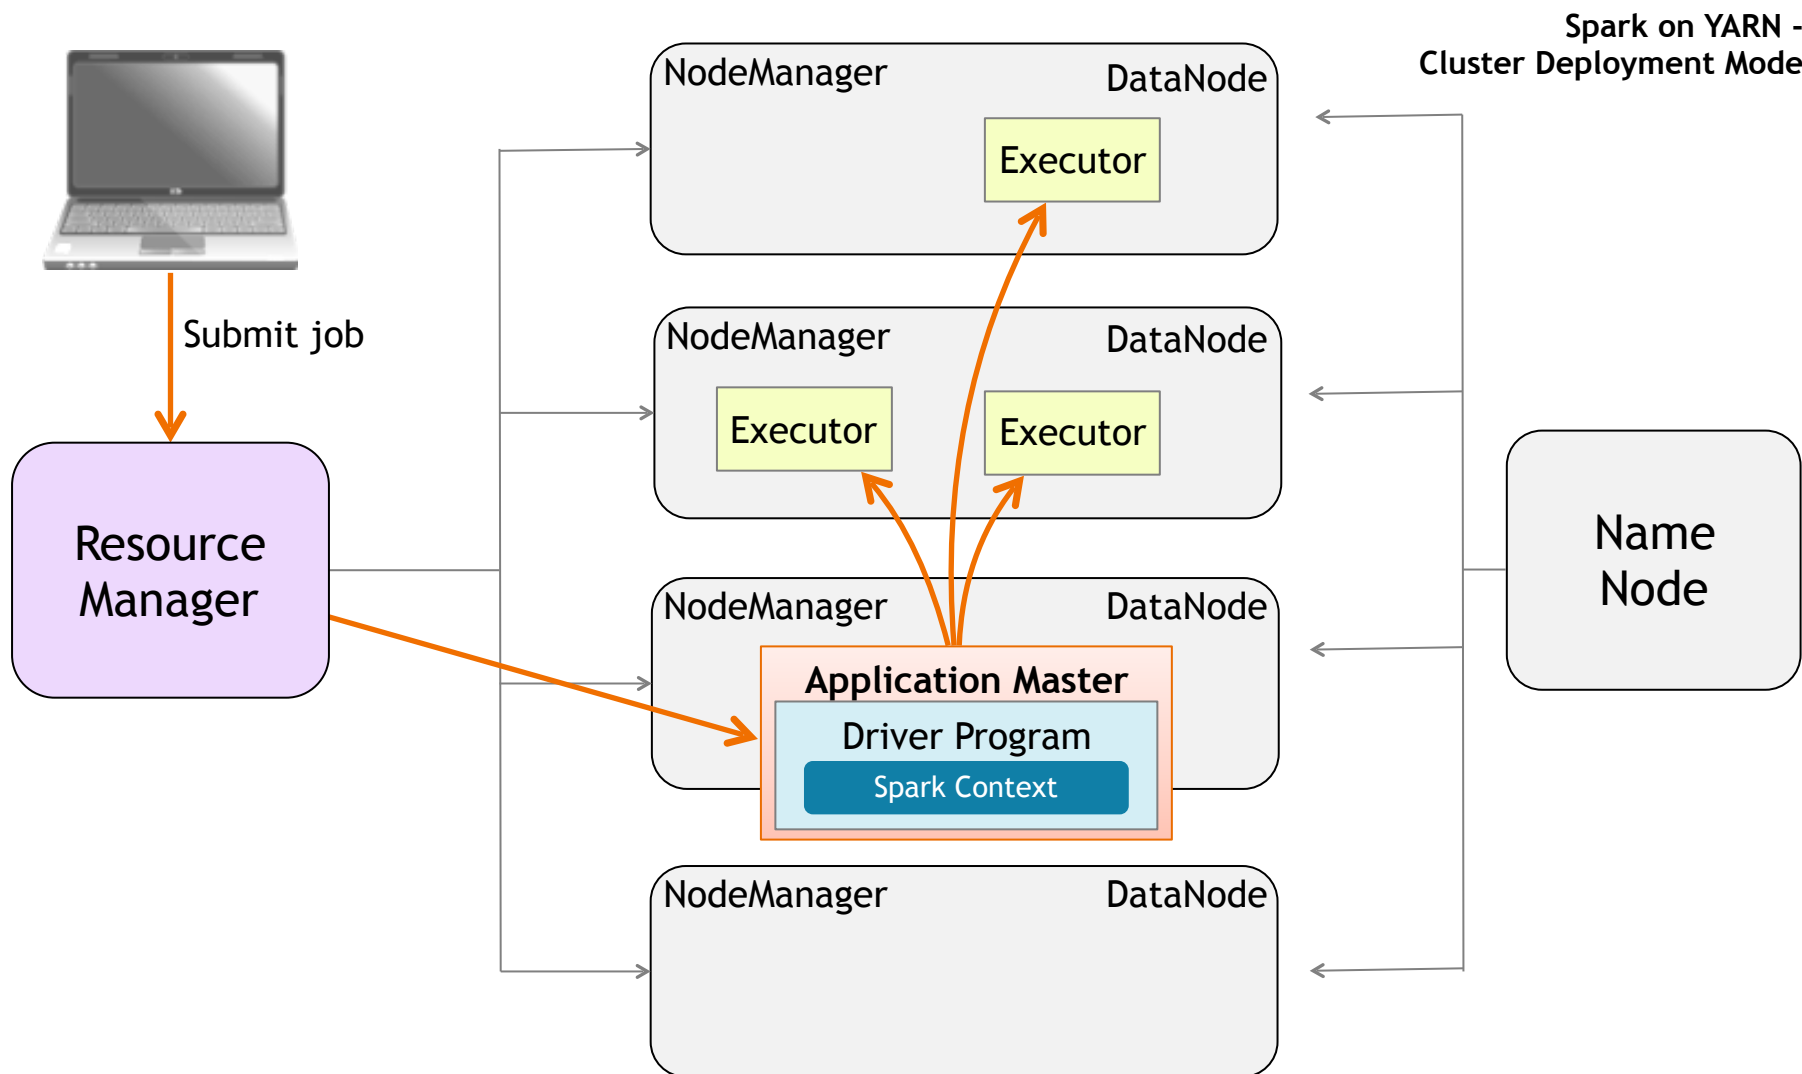 Spark on YARN -
Cluster Deployment Mode
NodeManager
DataNode
Executor
Submit job
NodeManager
DataNode
Executor
Executor
Resource
Manager
Name
Node
NodeManager
DataNode
Application Master
Driver Program
Spark Context
NodeManager
DataNode